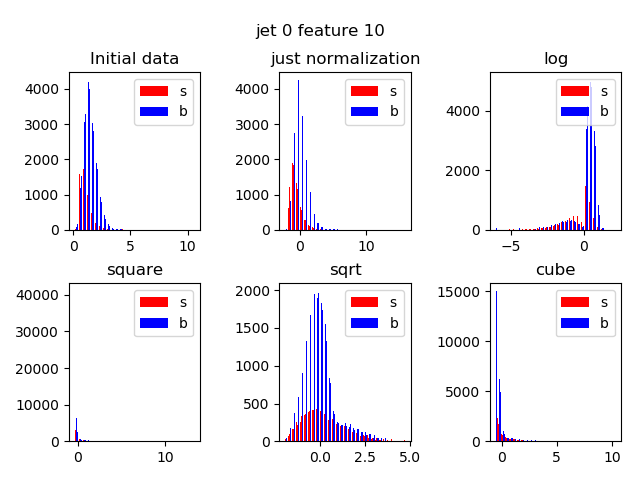 jet 0 feature 10
Initial data
just normalization
log
4000
3000
2000
1000
0
s
b
0
5
10
4000
3000
2000
1000
0
s
b
0
10
4000
2000
0
s
b
−5
0
square
sqrt
cube
40000
30000
20000
10000
0
s
b
0
10
2000
1500
1000
500
0
s
b
0.0
2.5
5.0
15000
10000
5000
0
s
b
0
5
10